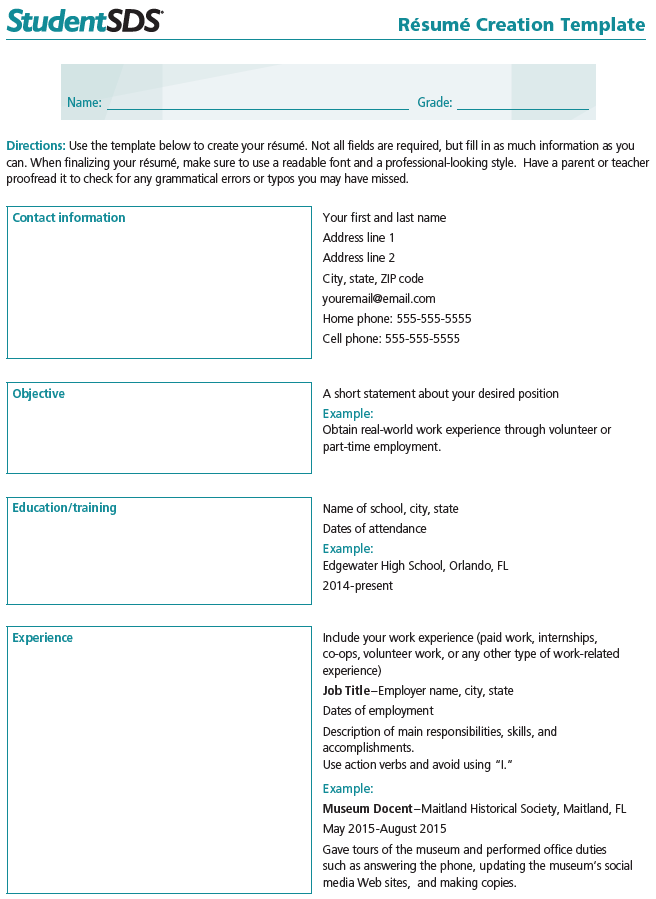 StudentSDS
Résumé Creation Template
Name: Grade:
Directions: Use the template below to create your résumé. Not all fields are required, but fill in as much information as you
can. When finalizing your résumé, make sure to use a readable font and a professional-looking style. Have a parent or teacher
proofread it to check for any grammatical errors or typos you may have missed.
Contact information
Your first and last name
Address line 1
Address line 2
City, state, ZIP code
youremail@email.com
Home phone: 555-555-5555
Cell phone: 555-555-5555
Objective
A short statement about your desired position
Example:
Obtain real-world work experience through volunteer or
part-time employment.
Education/training
Name of school, city, state
Dates of attendance
Example:
Edgewater High School, Orlando, FL
2014-present
Experience
Include your work experience (paid work, internships,
co-ops, volunteer work, or any other type of work-related
experience)
Job Title–Employer name, city, state
Dates of employment
Description of main responsibilities, skills, and
accomplishments.
Use action verbs and avoid using “I.”
Example:
Museum Docent–Maitland Historical Society, Maitland, FL
May 2015-August 2015
Gave tours of the museum and performed office duties
such as answering the phone, updating the museum’s social
media Web sites, and making copies.